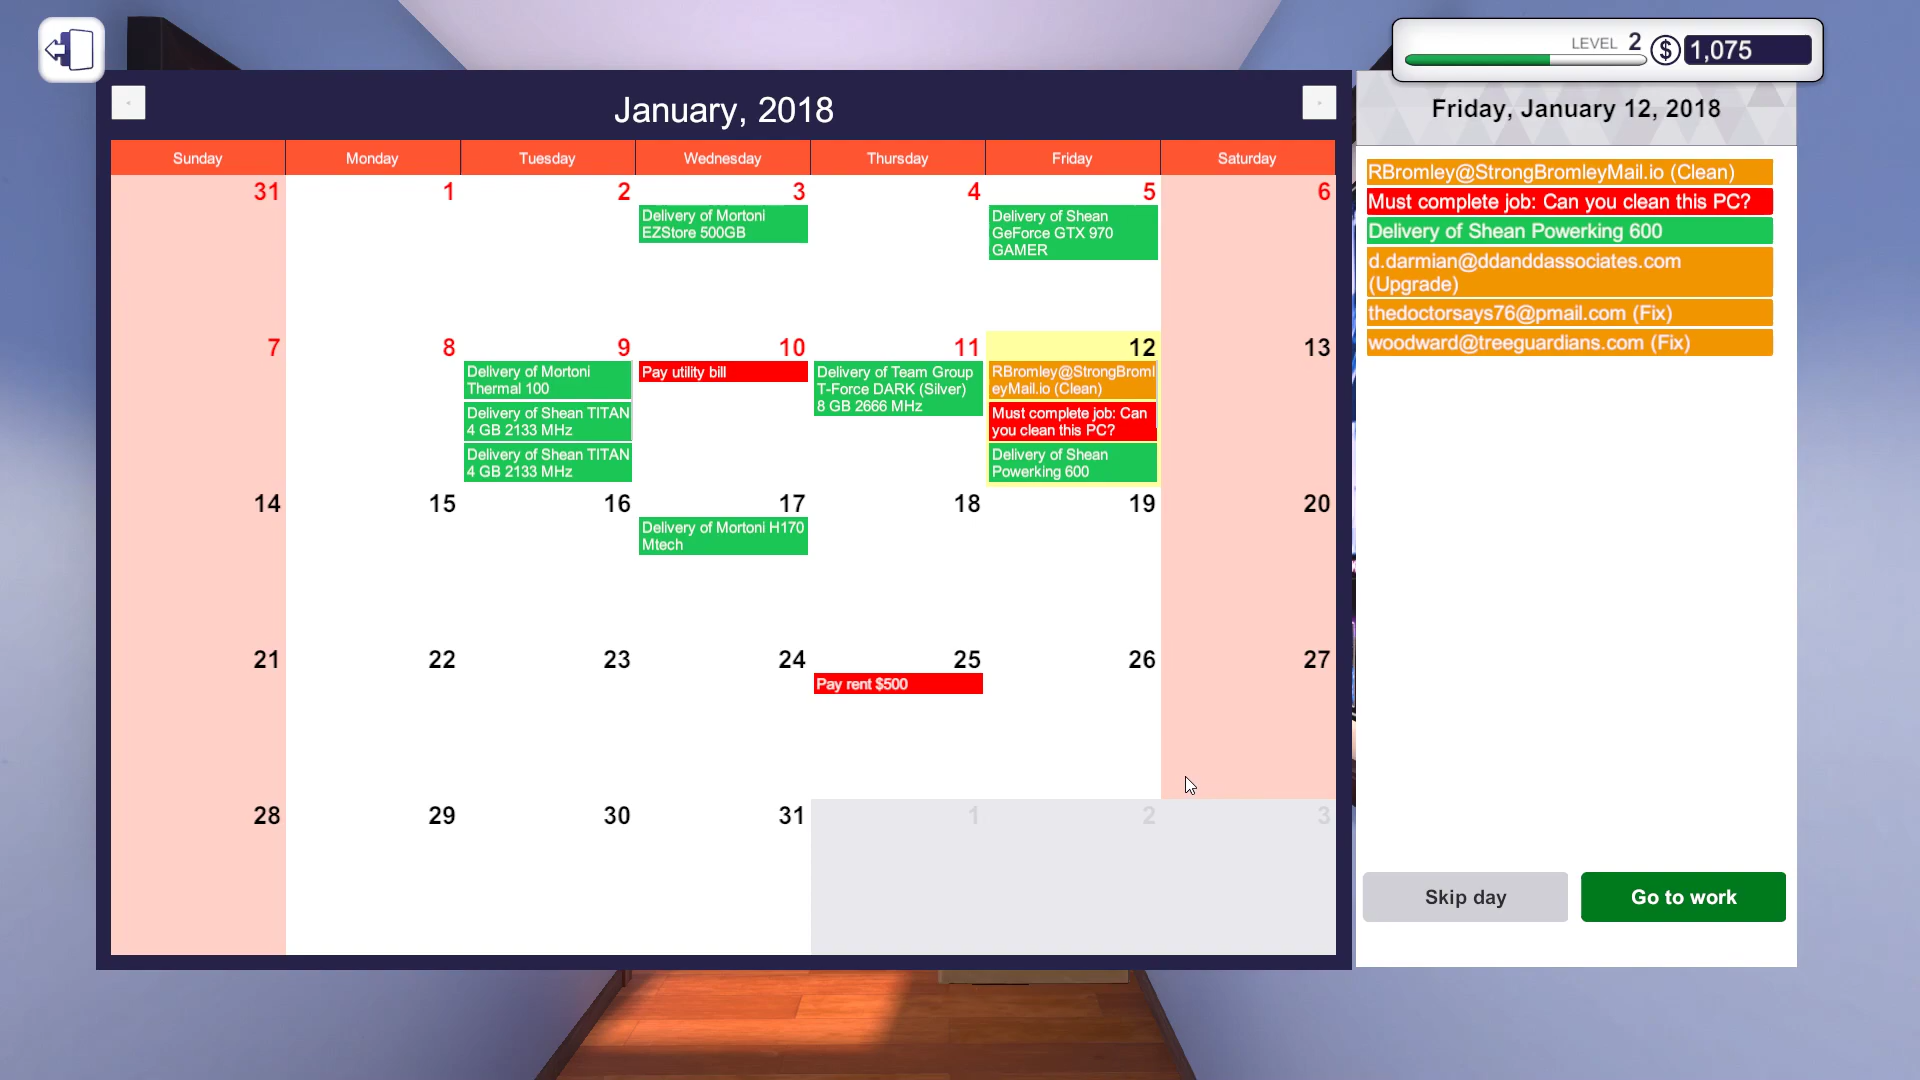 LEVEL 2
$ 1,075
January, 2018
Sunday Monday Tuesday Wednesday Thursday Friday Saturday
31 1 2 3 4 5 6
Delivery of Mortoni
EZStore 500GB
Delivery of Shean
GeForce GTX 970
GAMER
7 8 9 10 11 12 13
Delivery of Mortoni
Thermal 100
Delivery of Shean TITAN
4 GB 2133 MHz
Delivery of Shean TITAN
4 GB 2133 MHz
Pay utility bill
Delivery of Team Group
T-Force DARK (Silver)
8 GB 2666 MHz
RBromley@StrongBroml
eyMail.io (Clean)
Must complete job: Can
you clean this PC?
Delivery of Shean
Powerking 600
14 15 16 17 18 19 20
Delivery of Mortoni H170
Mtech
21 22 23 24 25 26 27
Pay rent $500
28 29 30 31 1 2 3
Friday, January 12, 2018
RBromley@StrongBromleyMail.io (Clean)
Must complete job: Can you clean this PC?
Delivery of Shean Powerking 600
d.darmian@ddanddassociates.com
(Upgrade)
thedoctorsays76@pmail.com (Fix)
woodward@treeguardians.com (Fix)
Skip day
Go to work